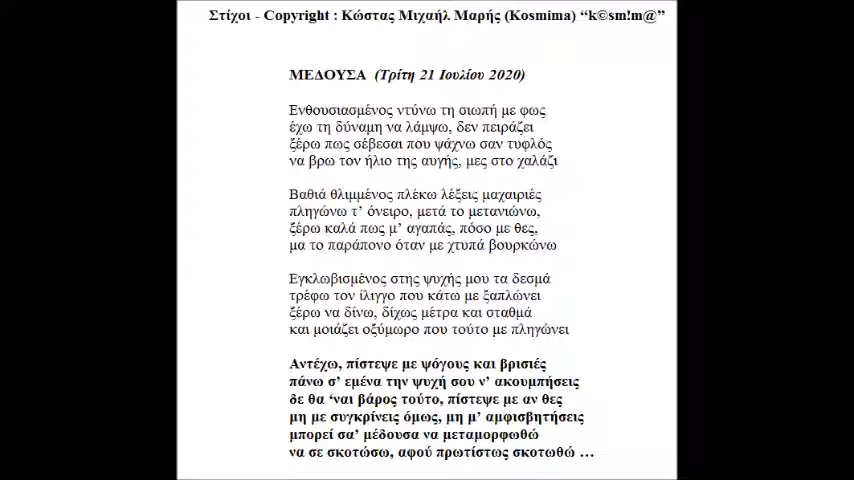 Στίχοι - Copyright : Κώστας Μιχαήλ Μαρής (Kosmima) “k©sm!m@”
ΜΕΔΟΥΣΑ (Τρίτη 21 Ιουλίου 2020)
Ενθουσιασμένος ντύνω τη σιωπή με φως
έχω τη δύναμη να λάμψω, δεν πειράζει
ξέρω πως σέβεσαι που ψάχνω σαν τυφλός
να βρω τον ήλιο της αυγής, μες στο χαλάζι
Βαθιά θλιμμένος πλέκω λέξεις μαχαιριές
πληγώνω τ’ όνειρο, μετά το μετανιώνω,
ξέρω καλά πως μ’ αγαπάς, πόσο με θες,
μα το παράπονο όταν με χτυπά βουρκώνω
Εγκλωβισμένος στης ψυχής μου τα δεσμά
τρέφω τον ίλιγγο που κάτω με ξαπλώνει
ξέρω να δίνω, δίχως μέτρα και σταθμά
και μοιάζει οξύμωρο που τούτο με πληγώνει
Αντέχω, πίστεψε με ψόγους και βρισιές
πάνω σ’ εμένα την ψυχή σου ν’ ακουμπήσεις
δε θα ‘ναι βάρος τούτο, πίστεψε με αν θες
μη με συγκρίνεις όμως, μη μ’ αμφισβητήσεις
μπορεί σα’ μέδουσα να μεταμορφωθώ
να σε σκοτώσω, αφού πρωτίστως σκοτωθώ …